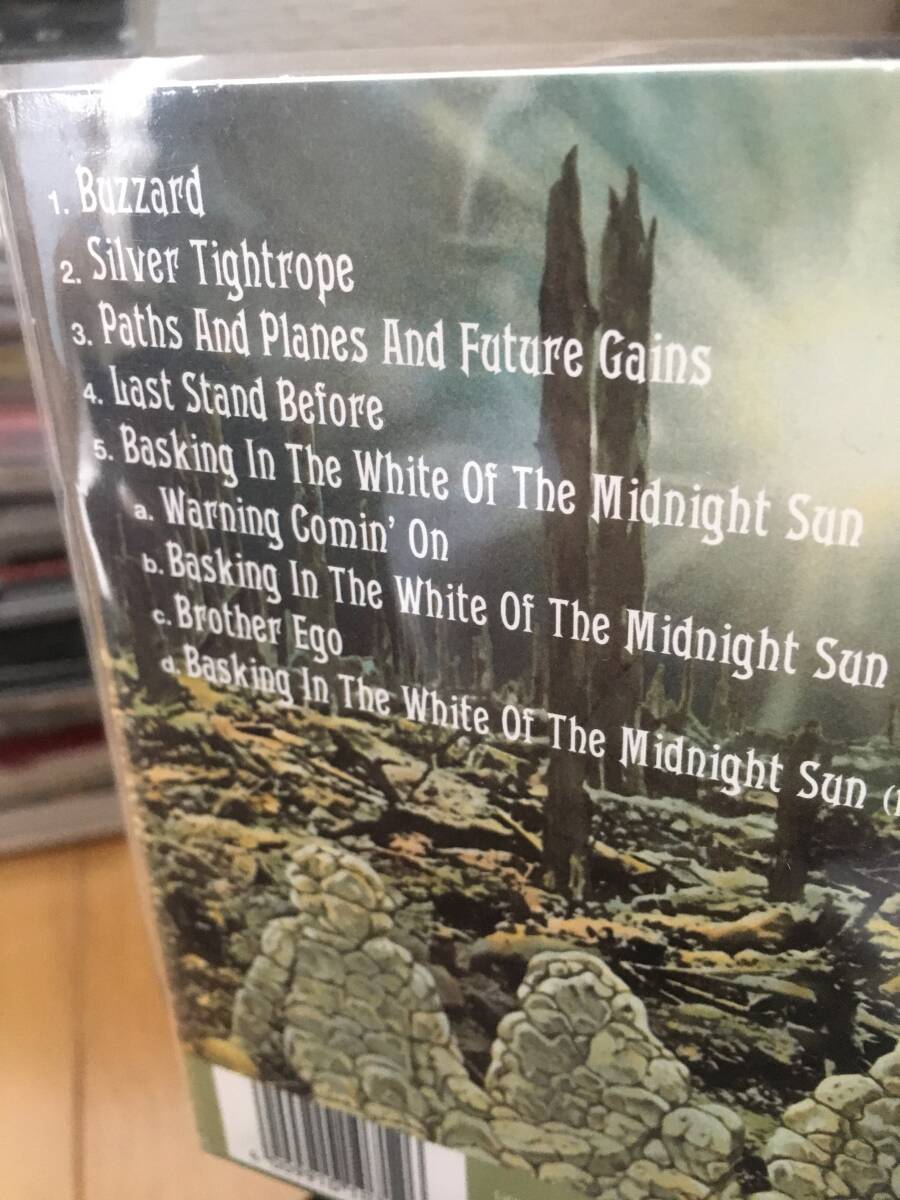 1. Buzzard
2. Silver Tightrope
3. Paths And Planes And Future Gains
4. Last Stand Before
5. Basking In The White Of The Midnight Sun
a. Warning Comin' On
b. Basking In The White Of The Midnight Sun
c. Brother Ego
d. Basking In The White Of The Midnight Sun (